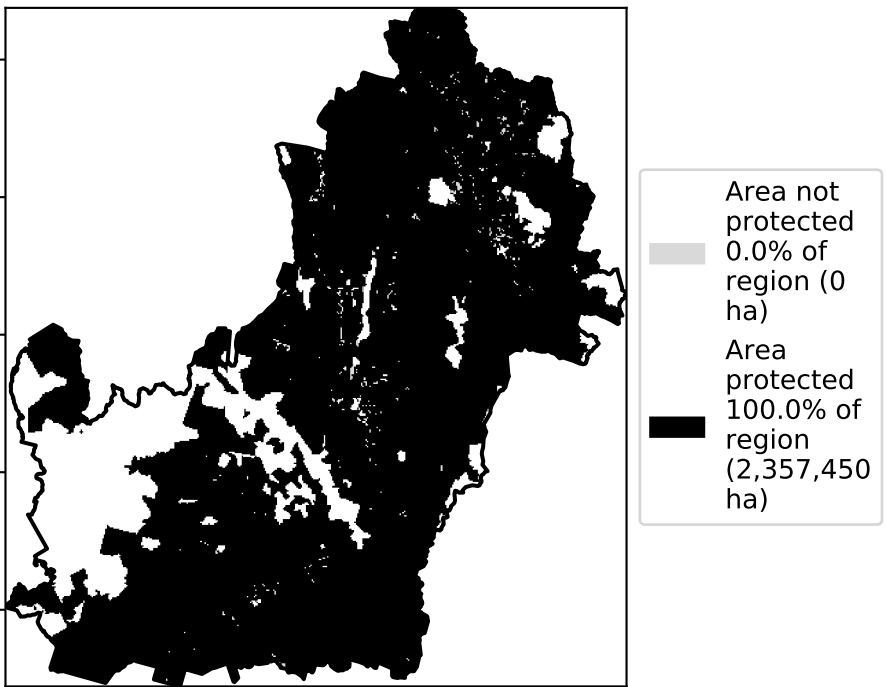 Area not
protected
0.0% of
region (0
ha)
Area
protected
100.0% of
region
(2,357,450
ha)